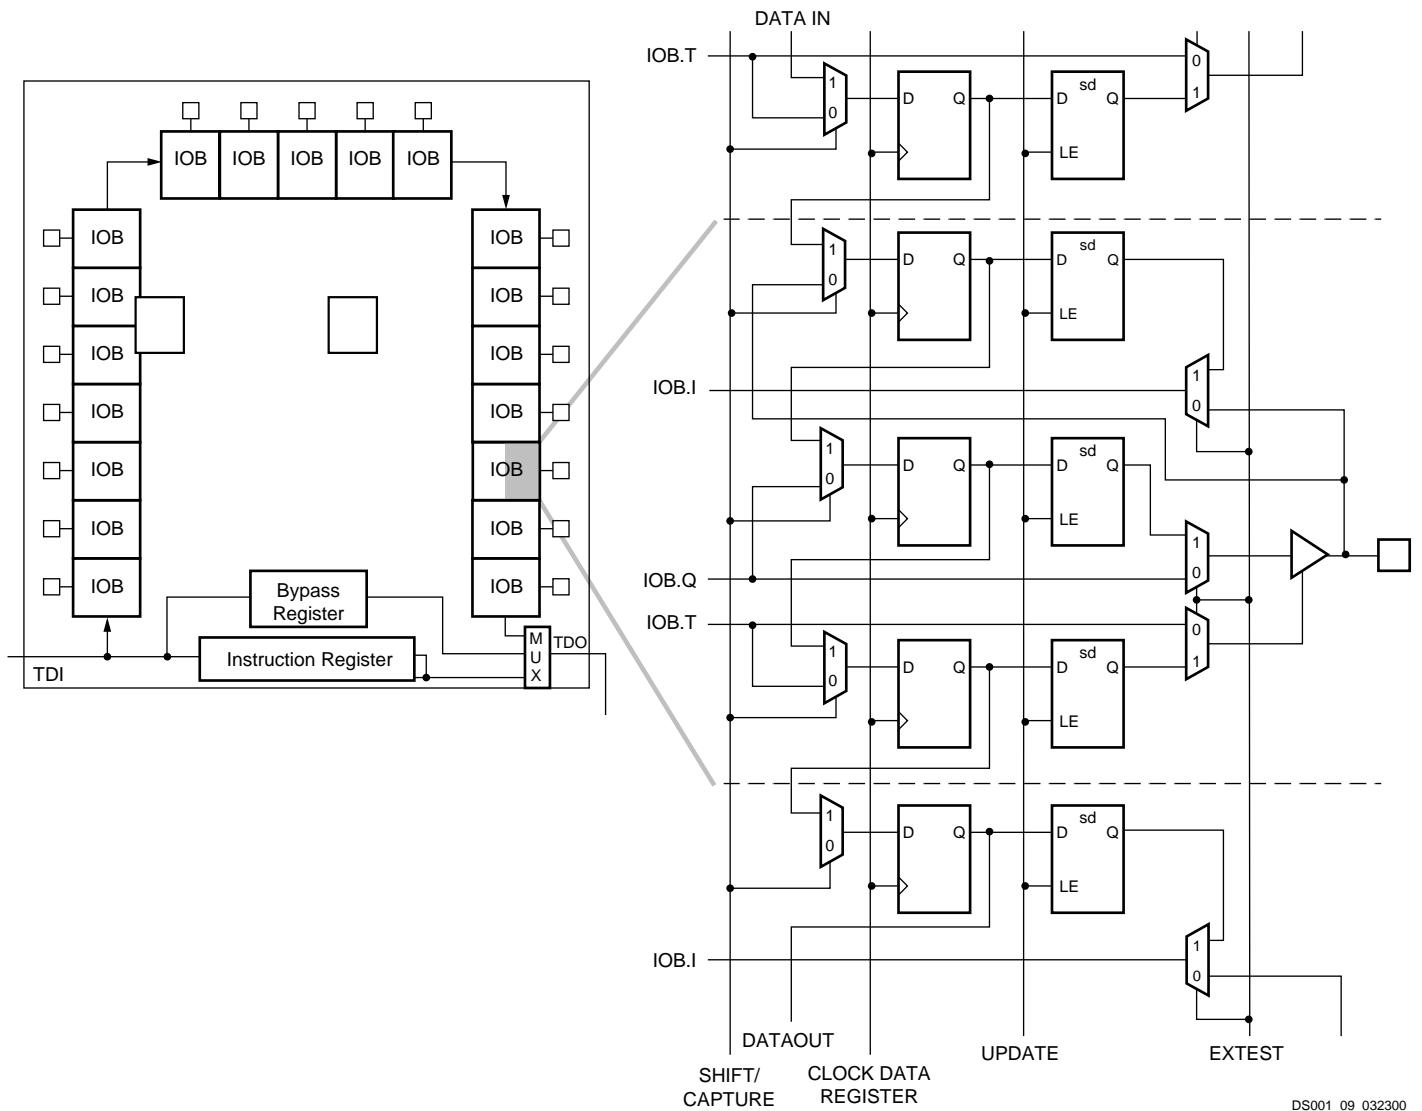 IOB IOB IOB IOB IOB
IOB
IOB
IOB
IOB
IOB
IOB
IOB
IOB
IOB
IOB
IOB
IOB
IOB
IOB
Bypass
Register
Instruction Register
TDI
M
U
X
TDO
DATA IN
IOB.T
1
0
D Q
sd
D Q
LE
0
1
1
0
D Q
sd
D Q
LE
IOB.I
1
0
1
0
D Q
sd
D Q
LE
1
0
IOB.Q
IOB.T
0
1
1
0
D Q
sd
D Q
LE
1
0
D Q
sd
D Q
LE
IOB.I
1
0
DATAOUT
UPDATE
EXTEST
SHIFT/
CAPTURE
CLOCK DATA
REGISTER
DS001_09_032300